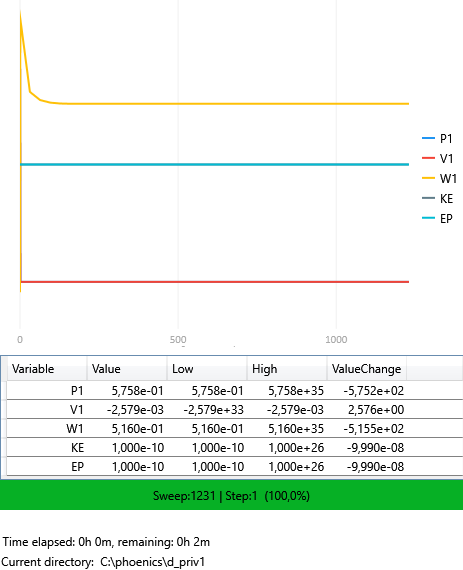 P1
V1
W1
KE
EP
0 500 1000
Variable Value Low High ValueChange
P1 5,758e-01 5,758e-01 5,758e+35 -5,752e+02
V1 -2,579e-03 -2,579e+33 -2,579e-03 2,576e+00
W1 5,160e-01 5,160e-01 5,160e+35 -5,155e+02
KE 1,000e-10 1,000e-10 1,000e+26 -9,990e-08
EP 1,000e-10 1,000e-10 1,000e+26 -9,990e-08
Sweep:1231 | Step:1 (100,0%)
Time elapsed: 0h 0m, remaining: 0h 2m
Current directory: C:\phoenics\d_priv1